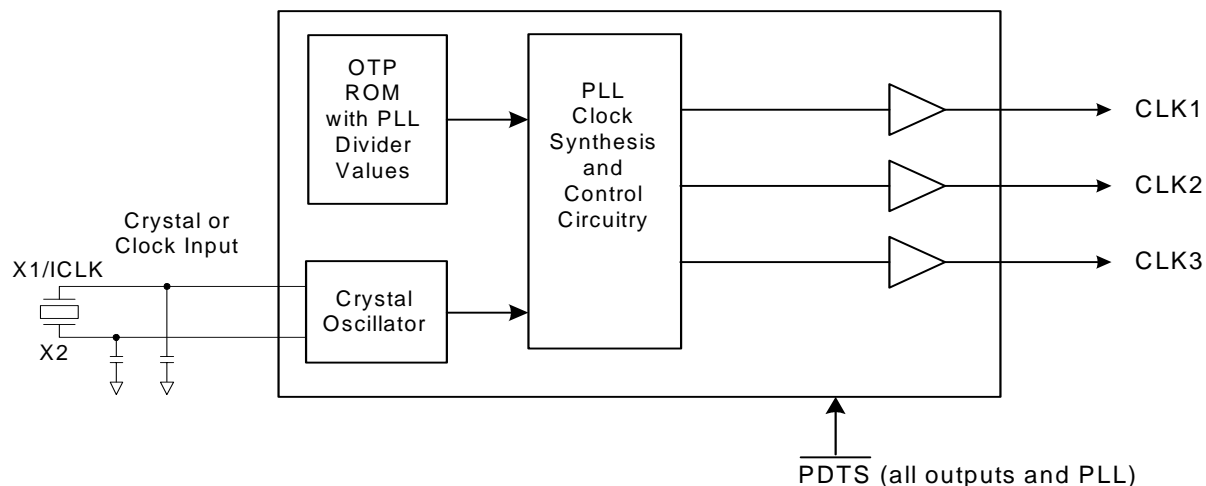 OTP
ROM
with PLL
Divider
Values
PLL
Clock
Synthesis
and
Control
Circuitry
CLK1
CLK2
CLK3
Crystal or
Clock Input
X1/ICLK
X2
Crystal
Oscillator
PDTS (all outputs and PLL)